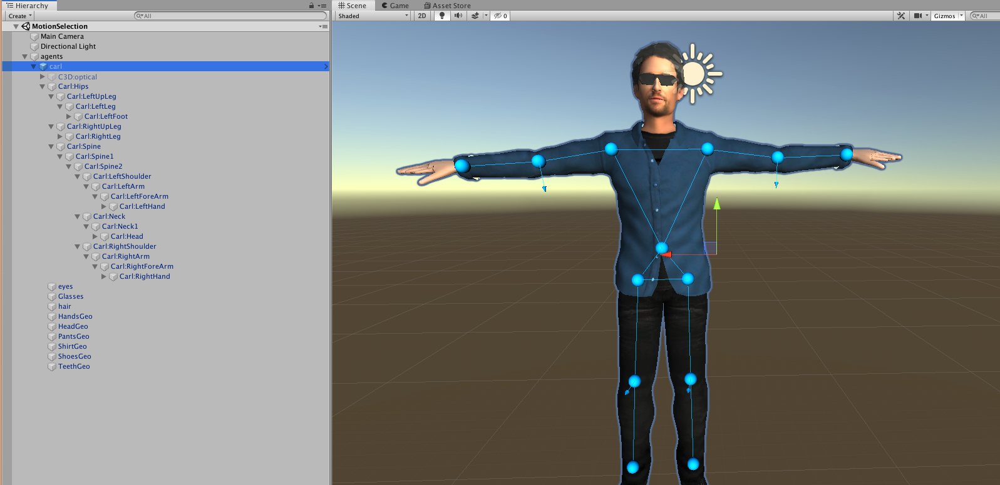 Hierarchy
Create
All
MotionSelection
Main Camera
Directional Light
agents
carl
C3D:optical
Carl:Hips
Carl:LeftUpLeg
Carl:LeftLeg
Carl:LeftFoot
Carl:RightUpLeg
Carl:RightLeg
Carl:Spine
Carl:Spine1
Carl:Spine2
Carl:LeftShoulder
Carl:LeftArm
Carl:LeftForeArm
Carl:LeftHand
Carl:Neck
Carl:Neck1
Carl:Head
Carl:RightShoulder
Carl:RightArm
Carl:RightForeArm
Carl:RightHand
eyes
Glasses
hair
HandsGeo
HeadGeo
PantsGeo
ShirtGeo
ShoesGeo
TeethGeo
Scene Game Asset Store
Shaded 2D 0 Gizmos All